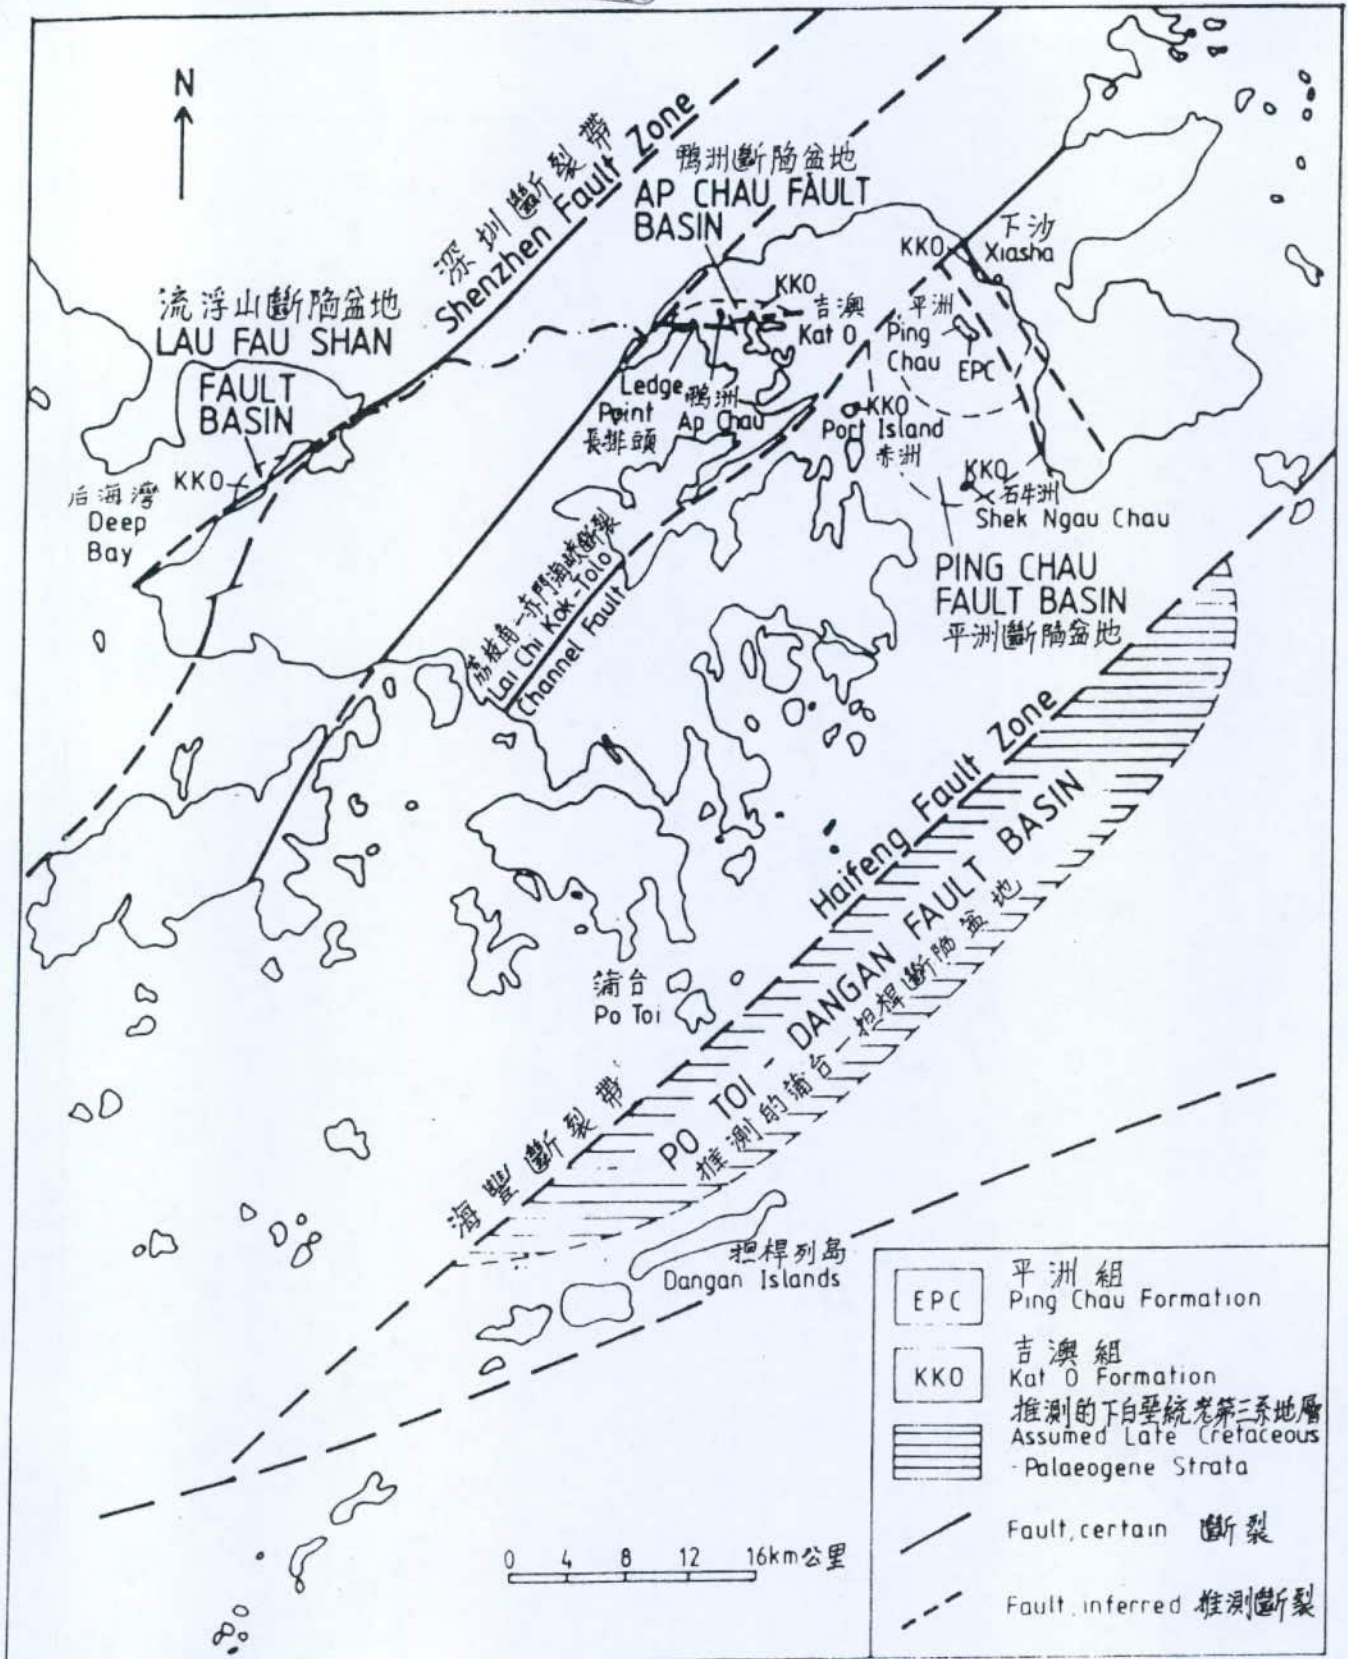 N
深圳斷裂帶
Shenzhen Fault Zone
鴨洲斷陷盆地
AP CHAU FAULT
BASIN
流浮山斷陷盆地
LAU FAU SHAN
FAULT
BASIN
KKO
后海灣
Deep
Bay
KKO
吉澳
Kat O
Ledge
Point
長排頭
鴨洲
Ap Chau
KKO
下沙
Xiasha
平洲
Ping
Chau
EPC
KKO
Port Island
赤洲
KKO
石牛洲
Shek Ngau Chau
PING CHAU
FAULT BASIN
平洲斷陷盆地
荔枝角-赤門海峽斷裂
Lai Chi Kok-Tolo
Channel Fault
Haifeng Fault Zone
海豐斷裂帶
PO TOI - DANGAN FAULT BASIN
推測的蒲台-担桿斷陷盆地
蒲台
Po Toi
担桿列島
Dangan Islands
EPC
平洲組
Ping Chau Formation
KKO
吉澳組
Kat O Formation
推測的下白堊統老第三系地層
Assumed Late Cretaceous
-Palaeogene Strata
Fault, certain 斷裂
Fault, inferred 推測斷裂
0 4 8 12 16km公里